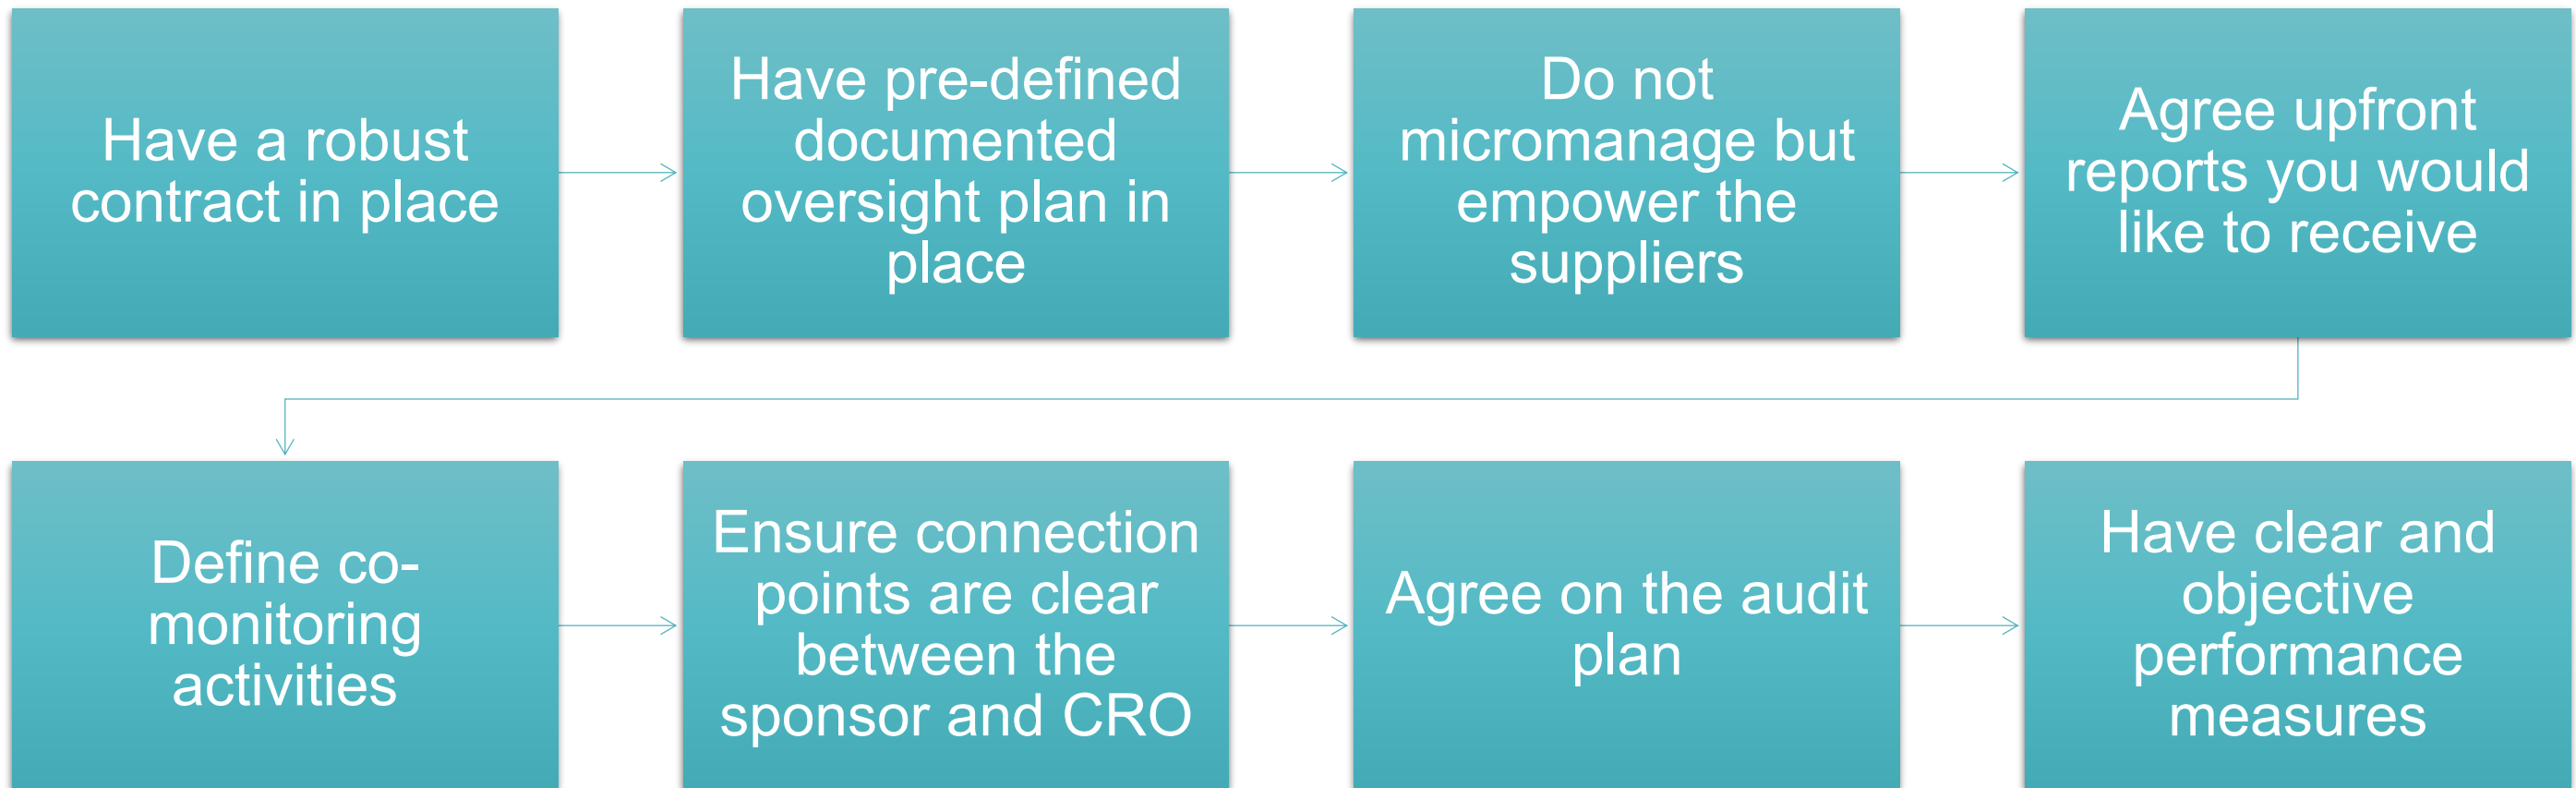 Have a robust
contract in place
Have pre-defined
documented
oversight plan in
place
Do not
micromanage but
empower the
suppliers
Agree upfront
reports you would
like to receive
Define co-
monitoring
activities
Ensure connection
points are clear
between the
sponsor and CRO
Agree on the audit
plan
Have clear and
objective
performance
measures